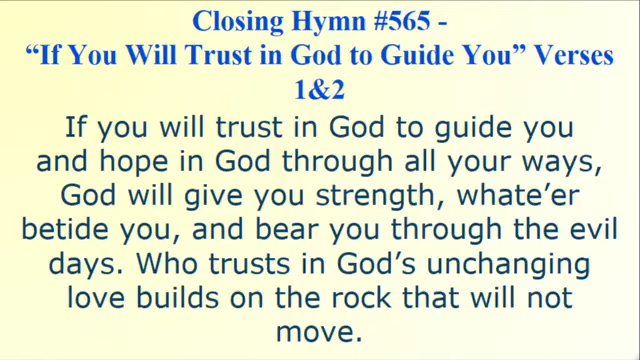 Closing Hymn #565 -
“If You Will Trust in God to Guide You” Verses
1&2
If you will trust in God to guide you
and hope in God through all your ways,
God will give you strength, whate’er
betide you, and bear you through the evil
days. Who trusts in God’s unchanging
love builds on the rock that will not
move.